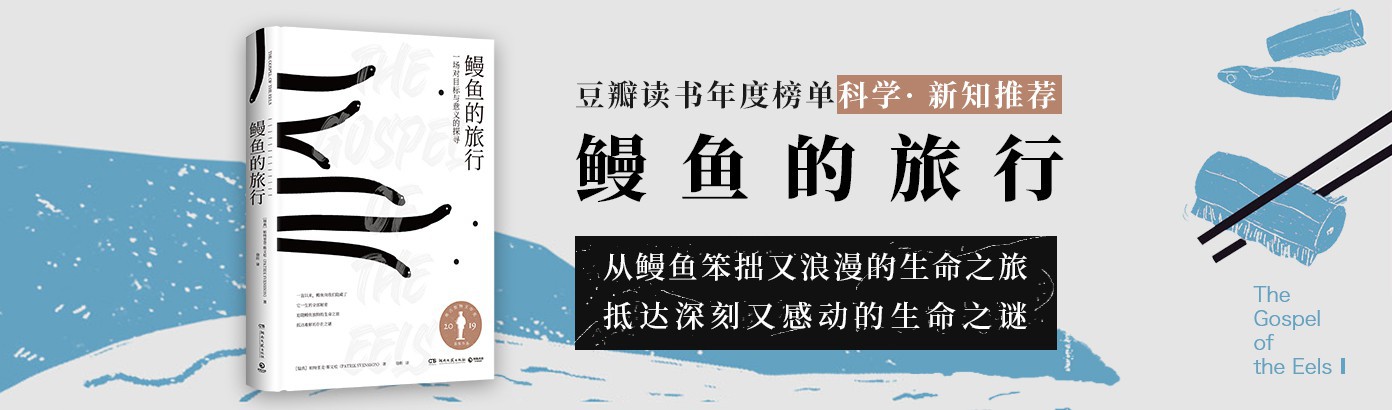 THE GOSPEL OF THE EELS
鳗鱼的旅行
鳗鱼的旅行
一场对目标与意义的探寻
THE
GOSPEL
OF
THE
EELS
2019
[瑞典] 帕特里克·斯文松 (PATRIK SVENSSON) 著
徐昕 译
豆瓣读书年度榜单科学·新知推荐
鳗鱼的旅行
从鳗鱼笨拙又浪漫的生命之旅
抵达深刻又感动的生命之谜
The
Gospel
of
the Eels